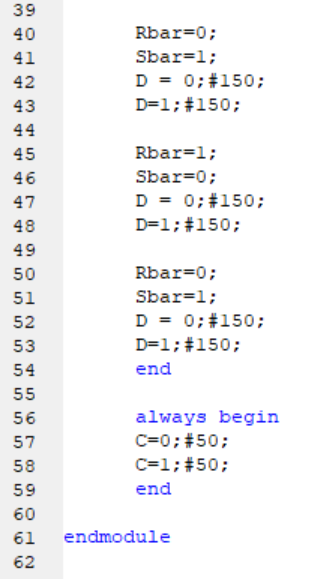 39
40 Rbar=0;
41 Sbar=1;
42 D = 0;#150;
43 D=1;#150;
44
45 Rbar=1;
46 Sbar=0;
47 D = 0;#150;
48 D=1;#150;
49
50 Rbar=0;
51 Sbar=1;
52 D = 0;#150;
53 D=1;#150;
54 end
55
56 always begin
57 C=0;#50;
58 C=1;#50;
59 end
60
61 endmodule
62